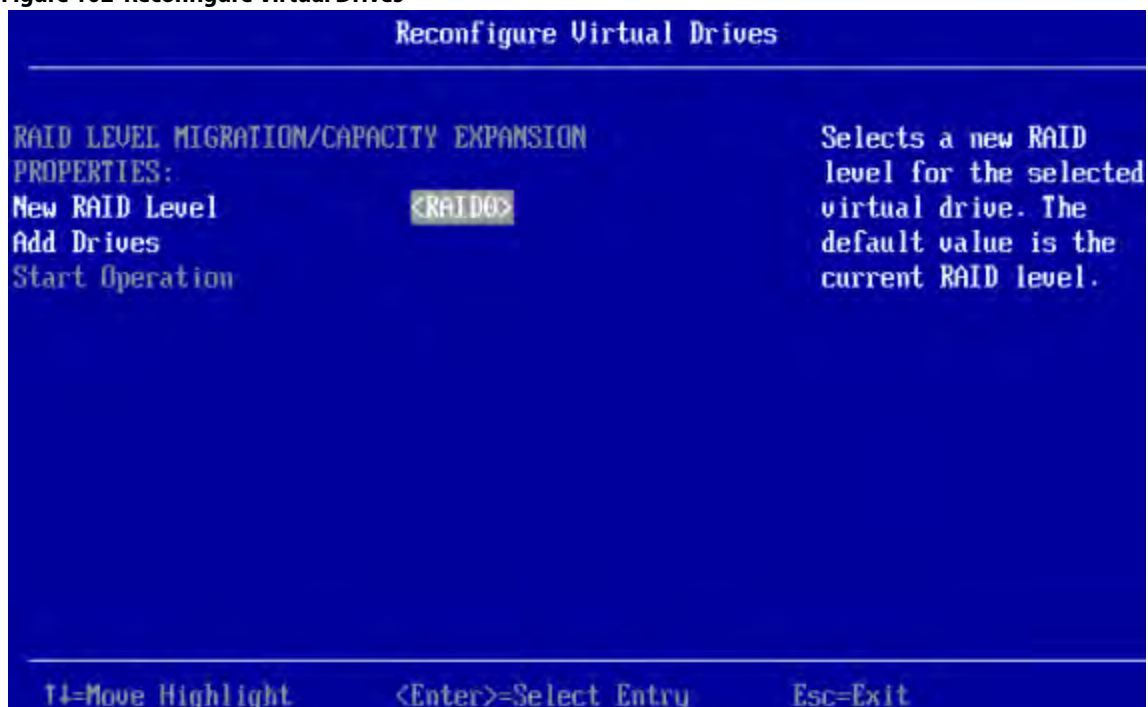 Figure 102 Reconfigure Virtual Drives
Reconfigure Virtual Drives
RAID LEVEL MIGRATION/CAPACITY EXPANSION
PROPERTIES:
New RAID Level <RAID0>
Add Drives
Start Operation
Selects a new RAID
level for the selected
virtual drive. The
default value is the
current RAID level.
↑↓=Move Highlight <Enter>=Select Entry Esc=Exit